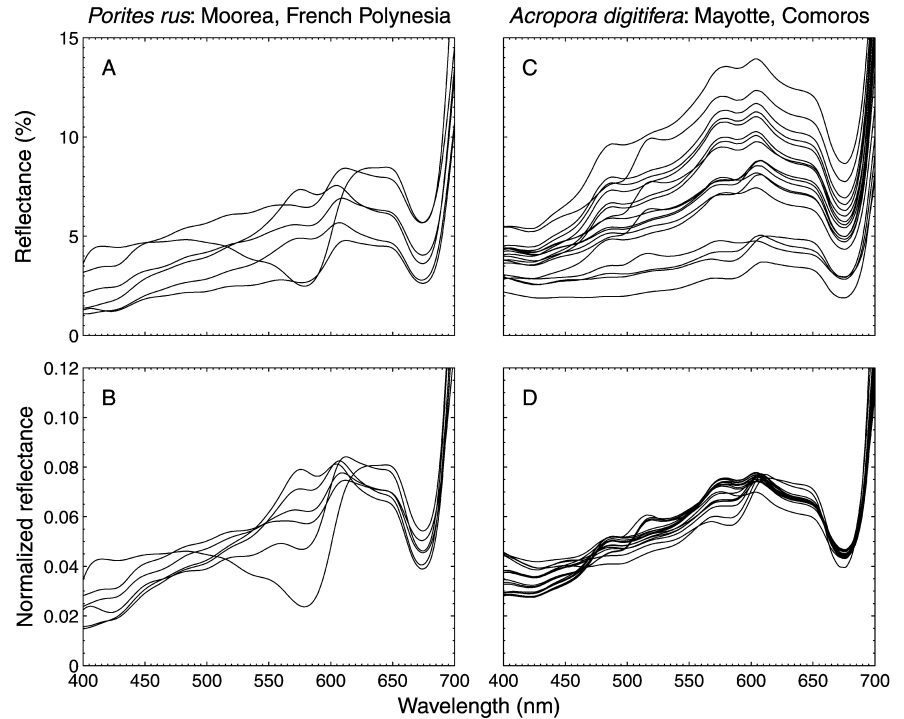 Porites rus: Moorea, French Polynesia
Acropora digitifera: Mayotte, Comoros
A
C
Reflectance (%)
15
10
5
0
B
D
Normalized reflectance
0.12
0.10
0.08
0.06
0.04
0.02
0
400 450 500 550 600 650 700
400 450 500 550 600 650 700
Wavelength (nm)